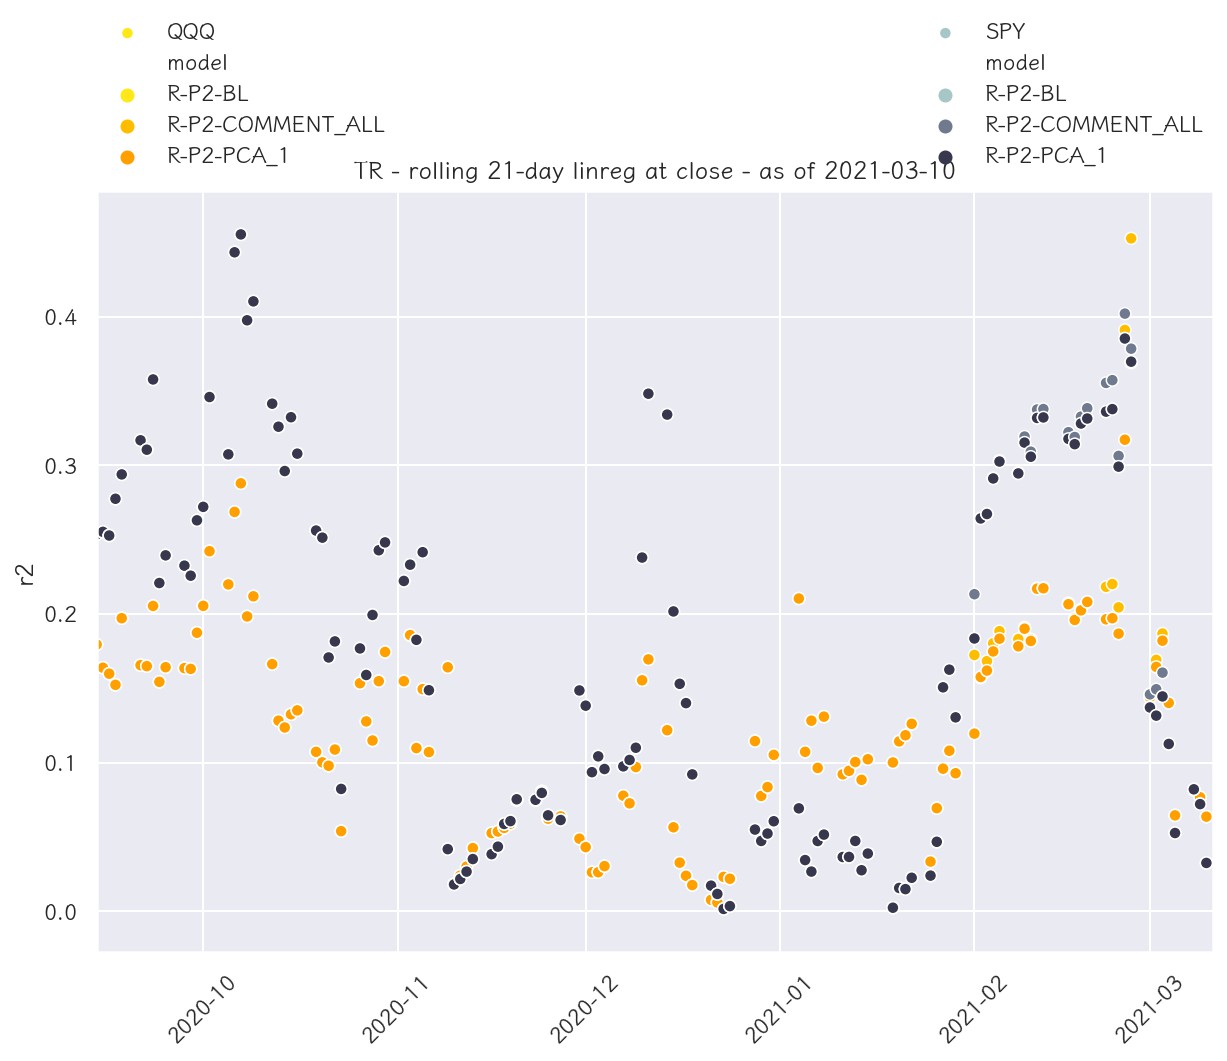 QQQ
model
R-P2-BL
R-P2-COMMENT_ALL
R-P2-PCA_1
SPY
model
R-P2-BL
R-P2-COMMENT_ALL
R-P2-PCA_1
TR - rolling 21-day linreg at close - as of 2021-03-10
r2
0.4
0.3
0.2
0.1
0.0
2020-10
2020-11
2020-12
2021-01
2021-02
2021-03